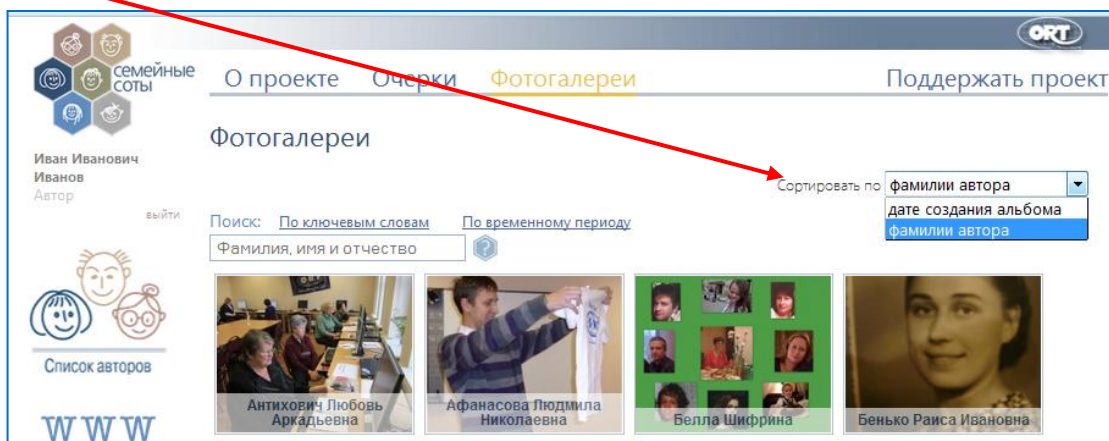 ORT
семейные
соты
О проекте Очерки Фотогалереи Поддержать проект
Фотогалереи
Иван Иванович
Иванов
Автор
выйти
Сортировать по фамилии автора
дате создания альбома
фамилии автора
Поиск: По ключевым словам По временному периоду
Фамилия, имя и отчество ?
Список авторов
Антихович Любовь
Аркадьевна
Афанасова Людмила
Николаевна
Белла Шифрина
Бенько Раиса Ивановна
W W W